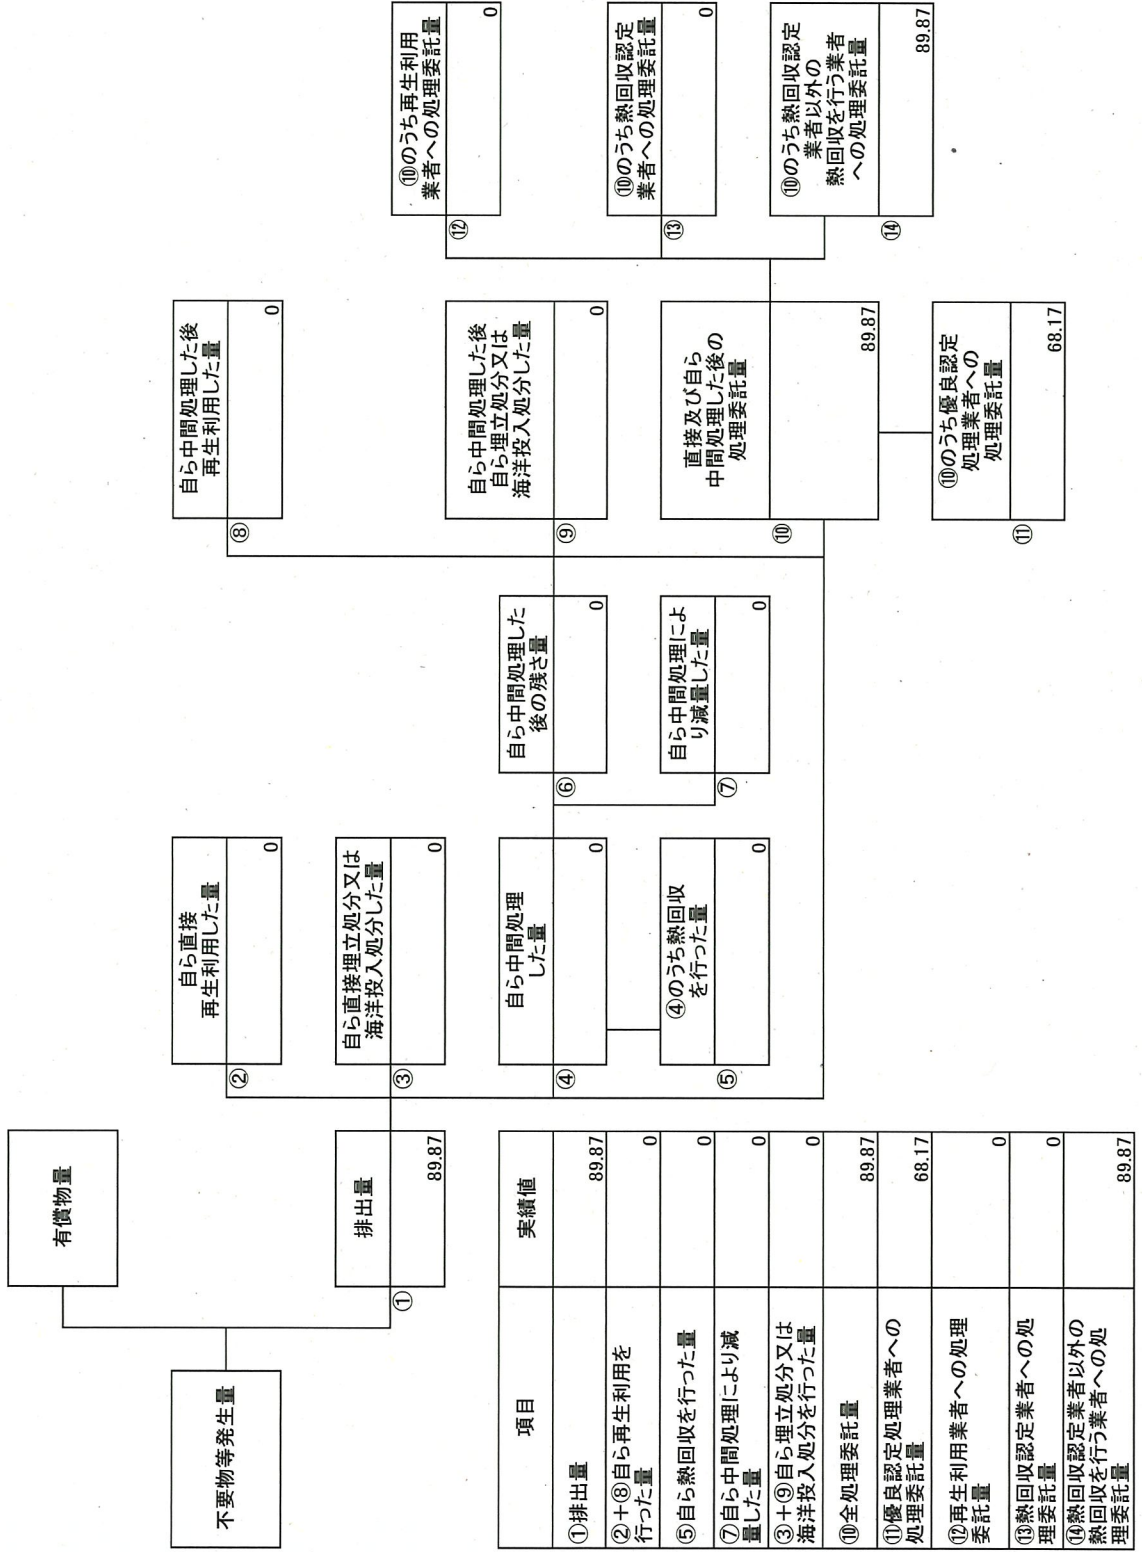 有償物量
不要物等発生量
排出量
①
89.87
自ら直接
再生利用した量
②
0
自ら直接埋立処分又は
海洋投入処分した量
③
0
自ら中間処理
した量
④
0
④のうち熱回収
を行った量
⑤
0
自ら中間処理した
後の残さ量
⑥
0
自ら中間処理によ
り減量した量
⑦
0
自ら中間処理した後
再生利用した量
⑧
0
自ら中間処理した後
自ら埋立処分又は
海洋投入処分した量
⑨
0
直接及び自ら
中間処理した後の
処理委託量
⑩
89.87
⑩のうち優良認定
処理業者への
処理委託量
⑪
68.17
⑩のうち再生利用
業者への処理委託量
⑫
0
⑩のうち熱回収認定
業者への処理委託量
⑬
0
⑩のうち熱回収認定
業者以外の
熱回収を行う業者
への処理委託量
⑭
89.87
項目 実績値
①排出量 89.87
②+⑧自ら再生利用を
行った量 0
⑤自ら熱回収を行った量 0
⑦自ら中間処理により減
量した量 0
③+⑨自ら埋立処分又は
海洋投入処分を行った量 0
⑩全処理委託量 89.87
⑪優良認定処理業者への
処理委託量 68.17
⑫再生利用業者への処理
委託量 0
⑬熱回収認定業者への処
理委託量 0
⑭熱回収認定業者以外の
熱回収を行う業者への処
理委託量 89.87